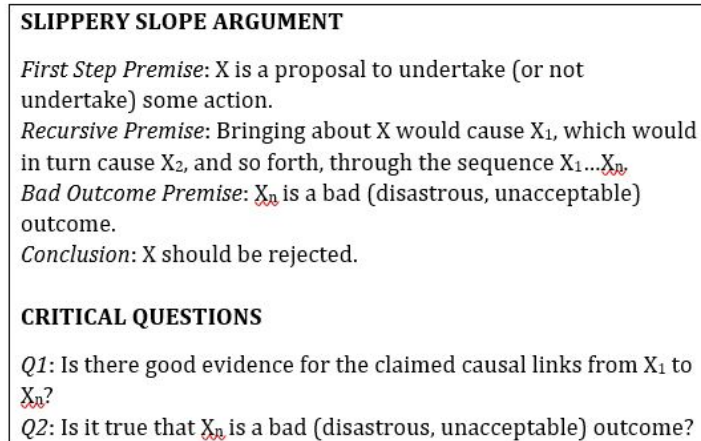 SLIPPERY SLOPE ARGUMENT
First Step Premise: X is a proposal to undertake (or not
undertake) some action.
Recursive Premise: Bringing about X would cause X₁, which would
in turn cause X₂, and so forth, through the sequence X₁...Xₙ.
Bad Outcome Premise: Xₙ is a bad (disastrous, unacceptable)
outcome.
Conclusion: X should be rejected.
CRITICAL QUESTIONS
Q1: Is there good evidence for the claimed causal links from X₁ to
Xₙ?
Q2: Is it true that Xₙ is a bad (disastrous, unacceptable) outcome?